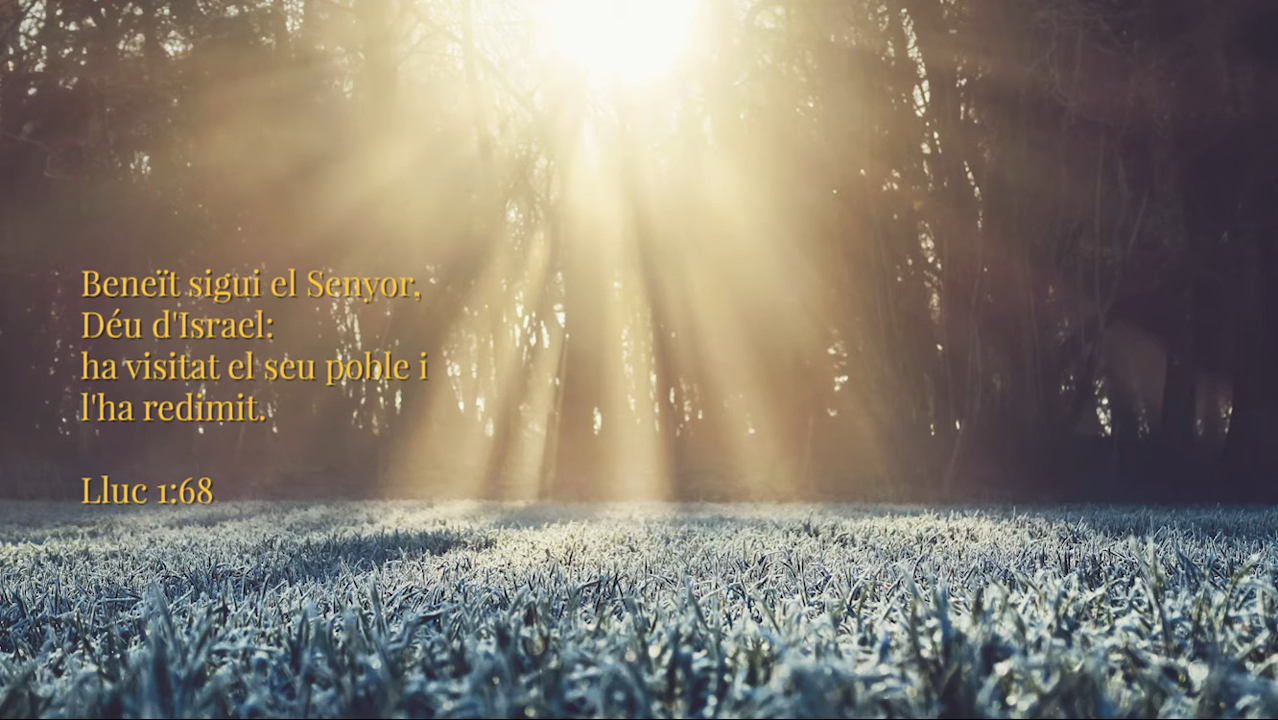 Beneït sigui el Senyor,
Déu d'Israel:
ha visitat el seu poble i
l'ha redimit.
Lluc 1:68